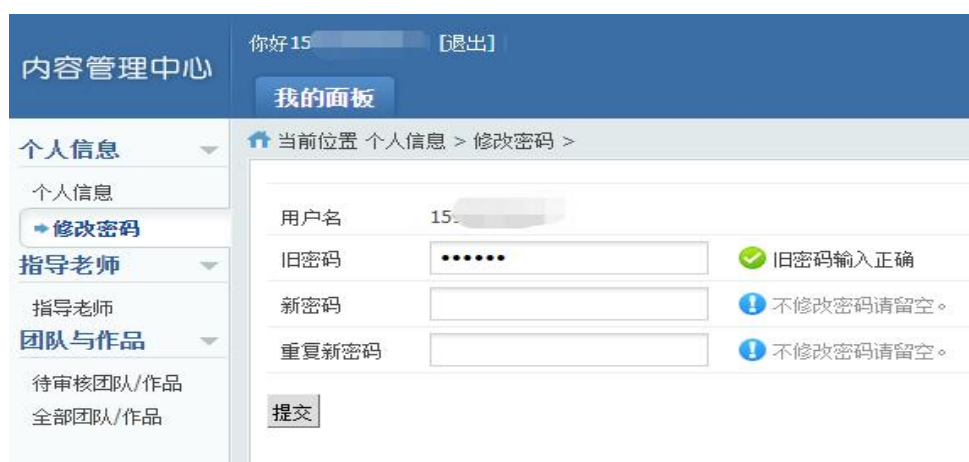 内容管理中心
你好15 [退出]
我的面板
个人信息
个人信息
修改密码
指导老师
指导老师
团队与作品
待审核团队/作品
全部团队/作品
当前位置 个人信息 > 修改密码 >
用户名 15
旧密码 •••••• 旧密码输入正确
新密码 不修改密码请留空。
重复新密码 不修改密码请留空。
提交